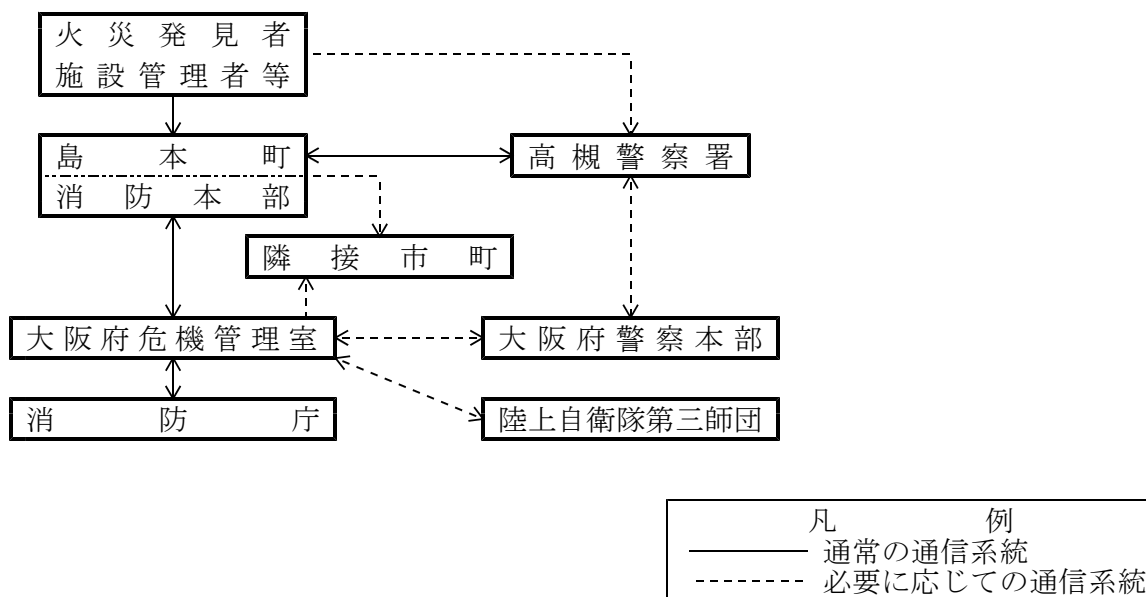 火災発見者
施設管理者等
島本町
消防本部
高槻警察署
隣接市町
大阪府危機管理室
大阪府警察本部
消防庁
陸上自衛隊第三師団
凡例
通常の通信系統
必要に応じての通信系統